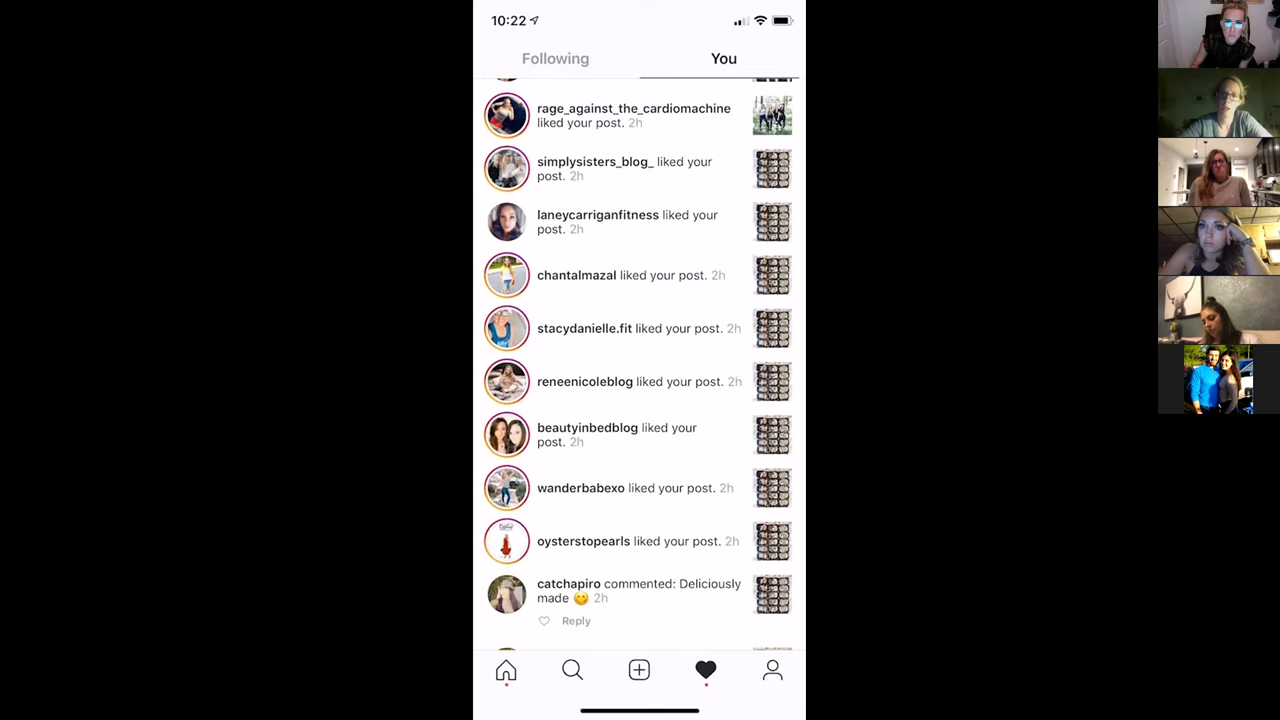 10:22
Following
You
rage_against_the_cardiomachine
liked your post. 2h
simplysisters_blog_ liked your
post. 2h
laneycarriganfitness liked your
post. 2h
chantalmazal liked your post. 2h
stacydanielle.fit liked your post. 2h
reneenicoleblog liked your post. 2h
beautyinbedblog liked your
post. 2h
wanderbabexo liked your post. 2h
oysterstopearls liked your post. 2h
catchapiro commented: Deliciously
made 😋 2h
Reply